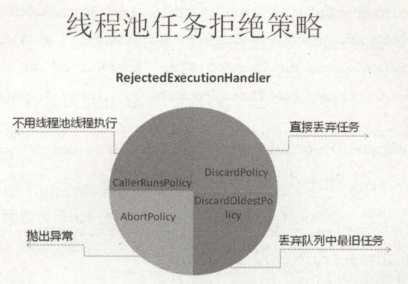 线程池任务拒绝策略
RejectedExecutionHandler
不用线程池线程执行
直接丢弃任务
CallerRunsPolicy
DiscardPolicy
AbortPolicy
DiscardOldestPo
licy
抛出异常
丢弃队列中最旧任务